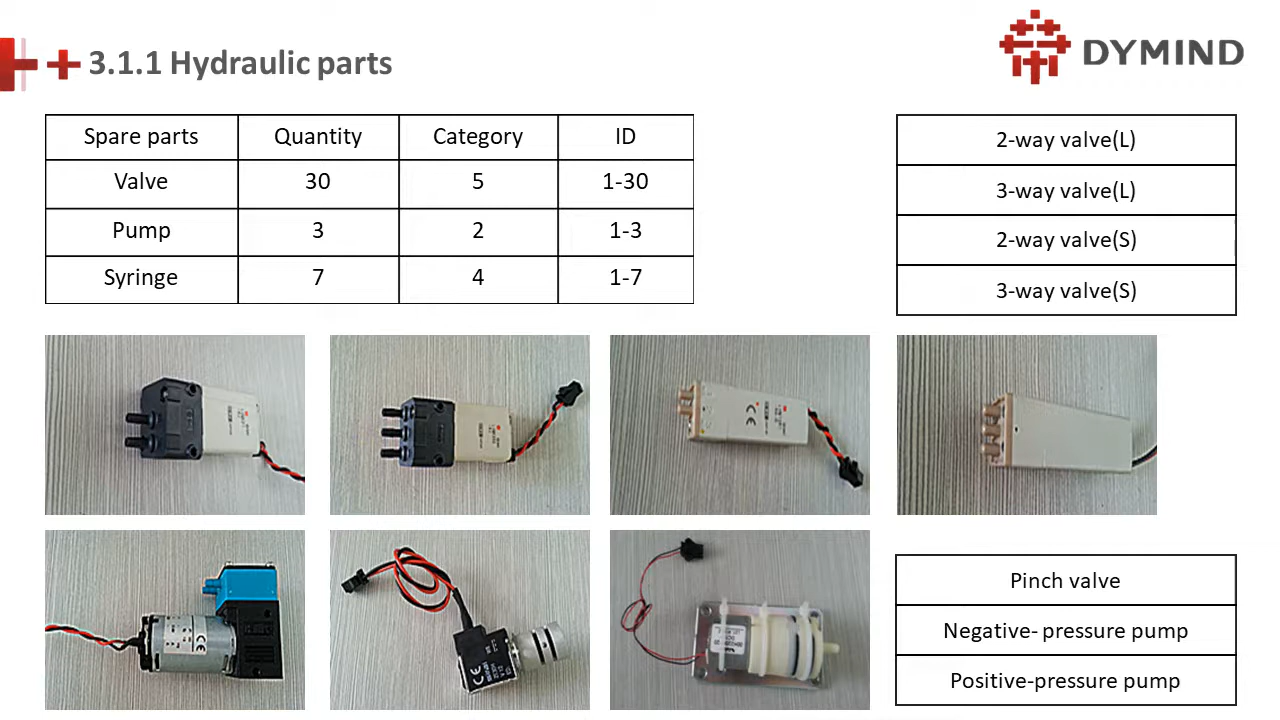 3.1.1 Hydraulic parts
DYMIND
Spare parts Quantity Category ID
Valve 30 5 1-30
Pump 3 2 1-3
Syringe 7 4 1-7
2-way valve(L)
3-way valve(L)
2-way valve(S)
3-way valve(S)
Pinch valve
Negative- pressure pump
Positive-pressure pump